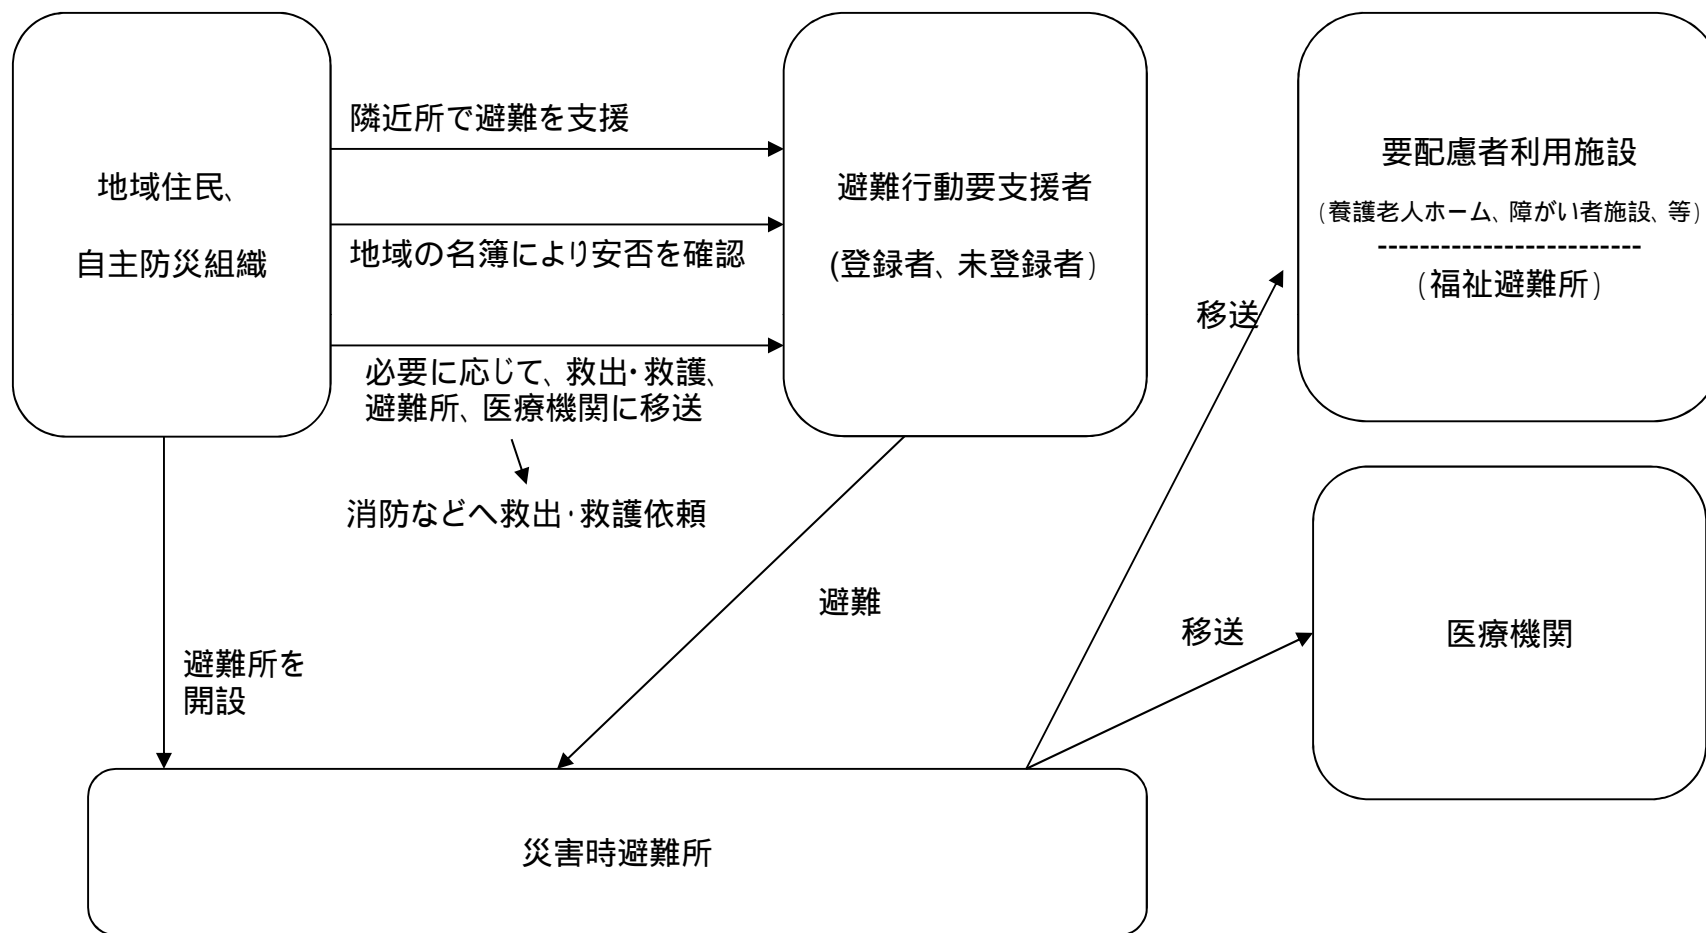 地域住民、
自主防災組織
隣近所で避難を支援
地域の名簿により安否を確認
必要に応じて、救出・救護、
避難所、医療機関に移送
消防などへ救出・救護依頼
避難行動要支援者
(登録者、未登録者)
要配慮者利用施設
(養護老人ホーム、障がい者施設、等)
-------------------------
(福祉避難所)
移送
避難
移送
医療機関
避難所を
開設
災害時避難所